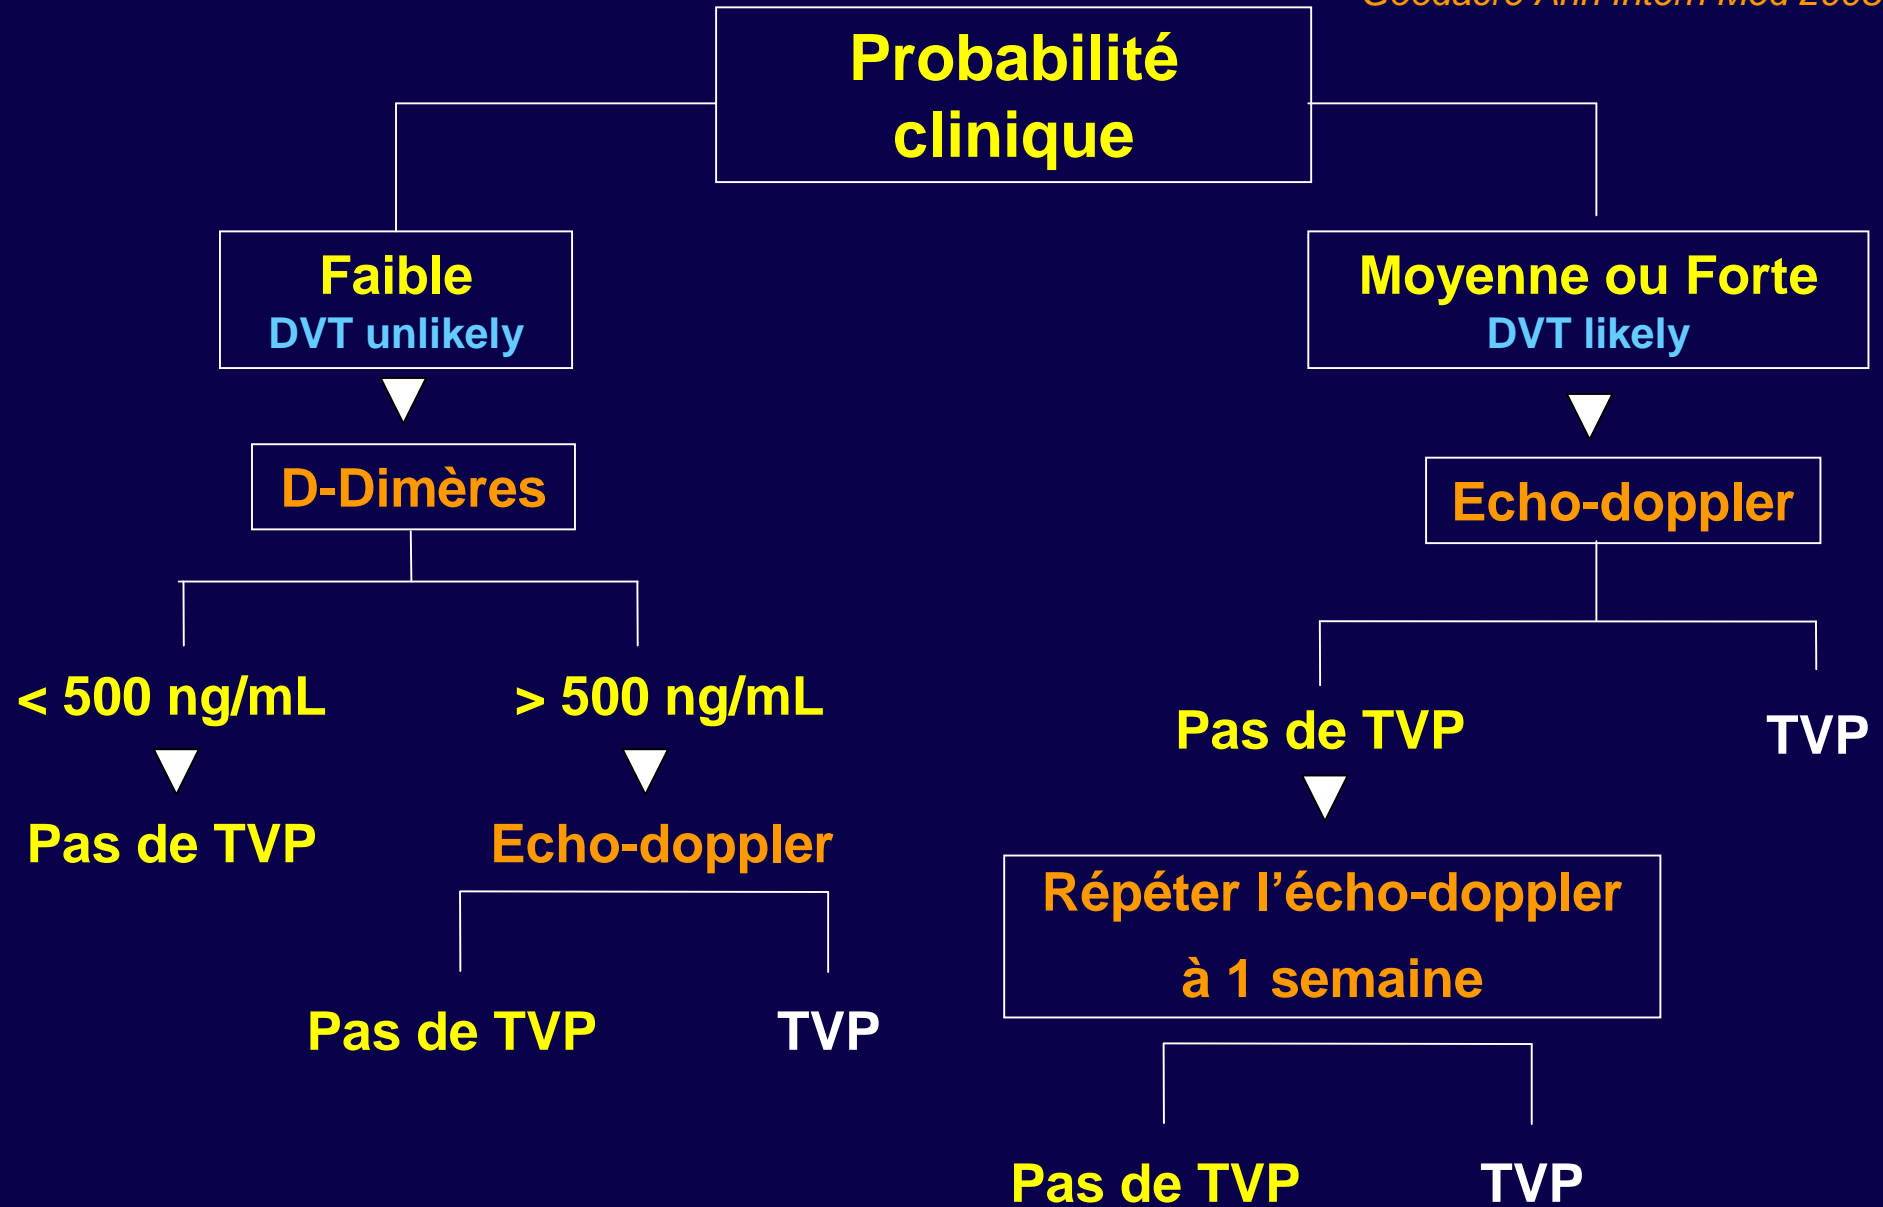 Probabilité
clinique
Faible
DVT unlikely
Moyenne ou Forte
DVT likely
D-Dimères
Echo-doppler
< 500 ng/mL
> 500 ng/mL
Pas de TVP
TVP
Pas de TVP
Echo-doppler
Répéter l’écho-doppler
à 1 semaine
Pas de TVP
TVP
Pas de TVP
TVP